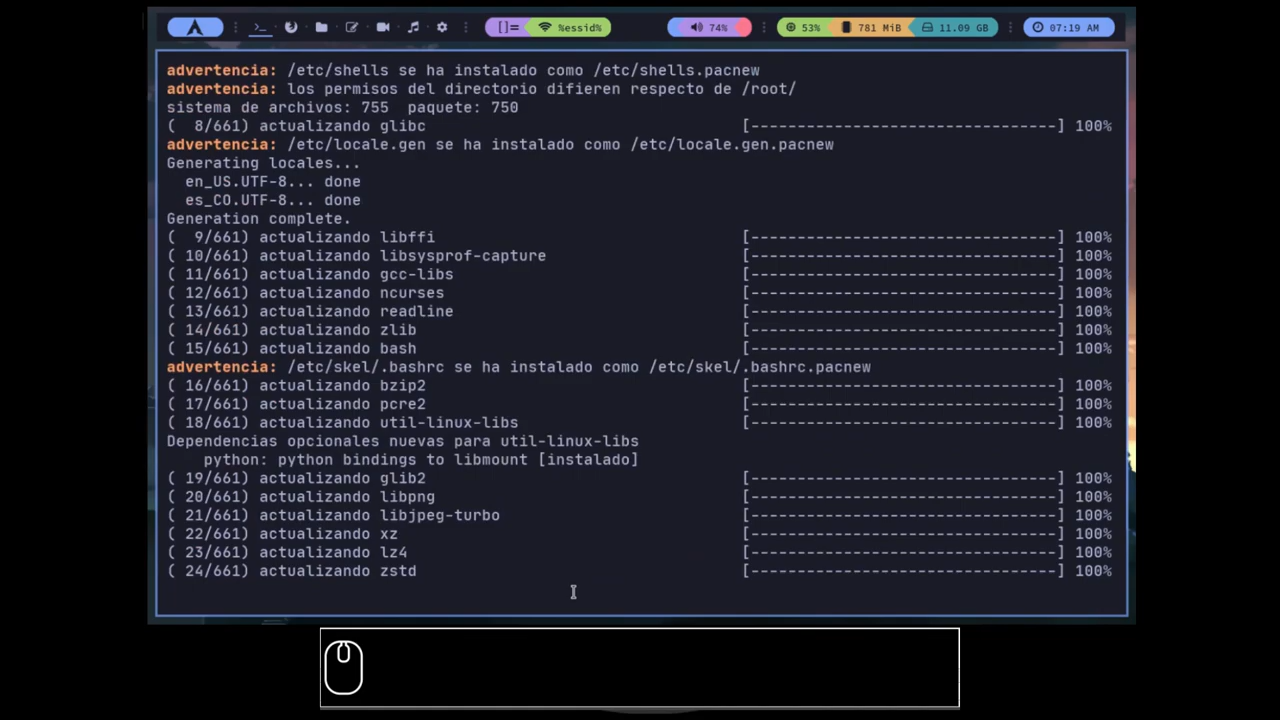 >_ []= %essid% 74% 53% 781 MiB 11.09 GB 07:19 AM
advertencia: /etc/shells se ha instalado como /etc/shells.pacnew
advertencia: los permisos del directorio difieren respecto de /root/
sistema de archivos: 755  paquete: 750
(  8/661) actualizando glibc [---------------------------------] 100%
advertencia: /etc/locale.gen se ha instalado como /etc/locale.gen.pacnew
Generating locales...
  en_US.UTF-8... done
  es_CO.UTF-8... done
Generation complete.
(  9/661) actualizando libffi [---------------------------------] 100%
( 10/661) actualizando libsysprof-capture [---------------------------------] 100%
( 11/661) actualizando gcc-libs [---------------------------------] 100%
( 12/661) actualizando ncurses [---------------------------------] 100%
( 13/661) actualizando readline [---------------------------------] 100%
( 14/661) actualizando zlib [---------------------------------] 100%
( 15/661) actualizando bash [---------------------------------] 100%
advertencia: /etc/skel/.bashrc se ha instalado como /etc/skel/.bashrc.pacnew
( 16/661) actualizando bzip2 [---------------------------------] 100%
( 17/661) actualizando pcre2 [---------------------------------] 100%
( 18/661) actualizando util-linux-libs [---------------------------------] 100%
Dependencias opcionales nuevas para util-linux-libs
    python: python bindings to libmount [instalado]
( 19/661) actualizando glib2 [---------------------------------] 100%
( 20/661) actualizando libpng [---------------------------------] 100%
( 21/661) actualizando libjpeg-turbo [---------------------------------] 100%
( 22/661) actualizando xz [---------------------------------] 100%
( 23/661) actualizando lz4 [---------------------------------] 100%
( 24/661) actualizando zstd [---------------------------------] 100%